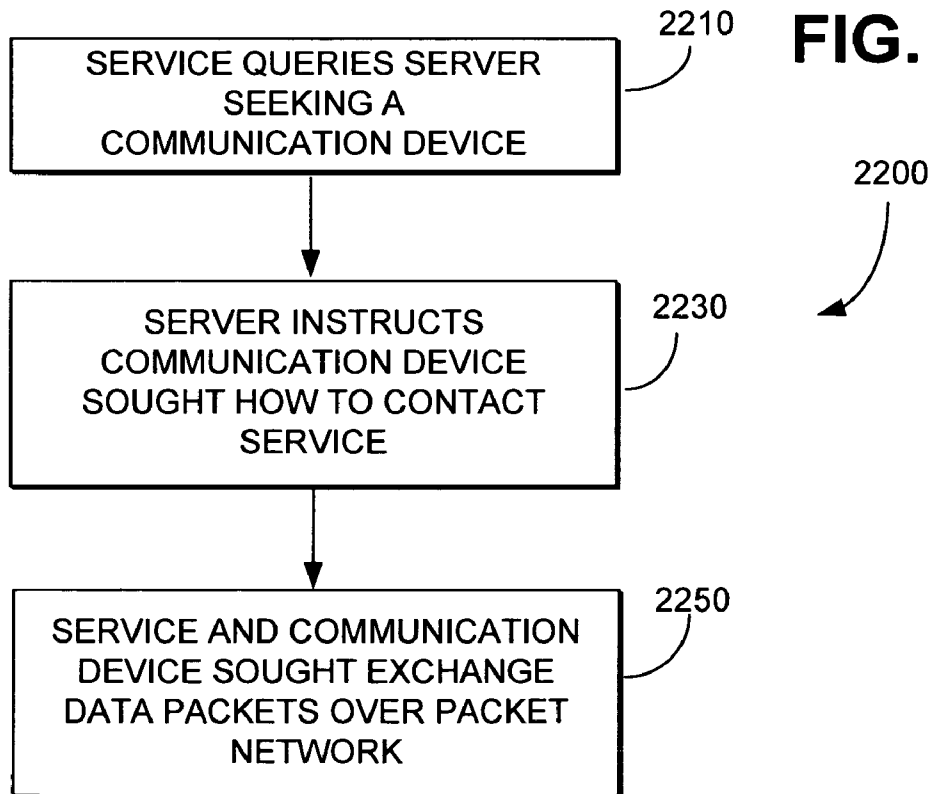 2210
FIG.
SERVICE QUERIES SERVER
SEEKING A
COMMUNICATION DEVICE
2200
SERVER INSTRUCTS
COMMUNICATION DEVICE
SOUGHT HOW TO CONTACT
SERVICE
2230
SERVICE AND COMMUNICATION
DEVICE SOUGHT EXCHANGE
DATA PACKETS OVER PACKET
NETWORK
2250